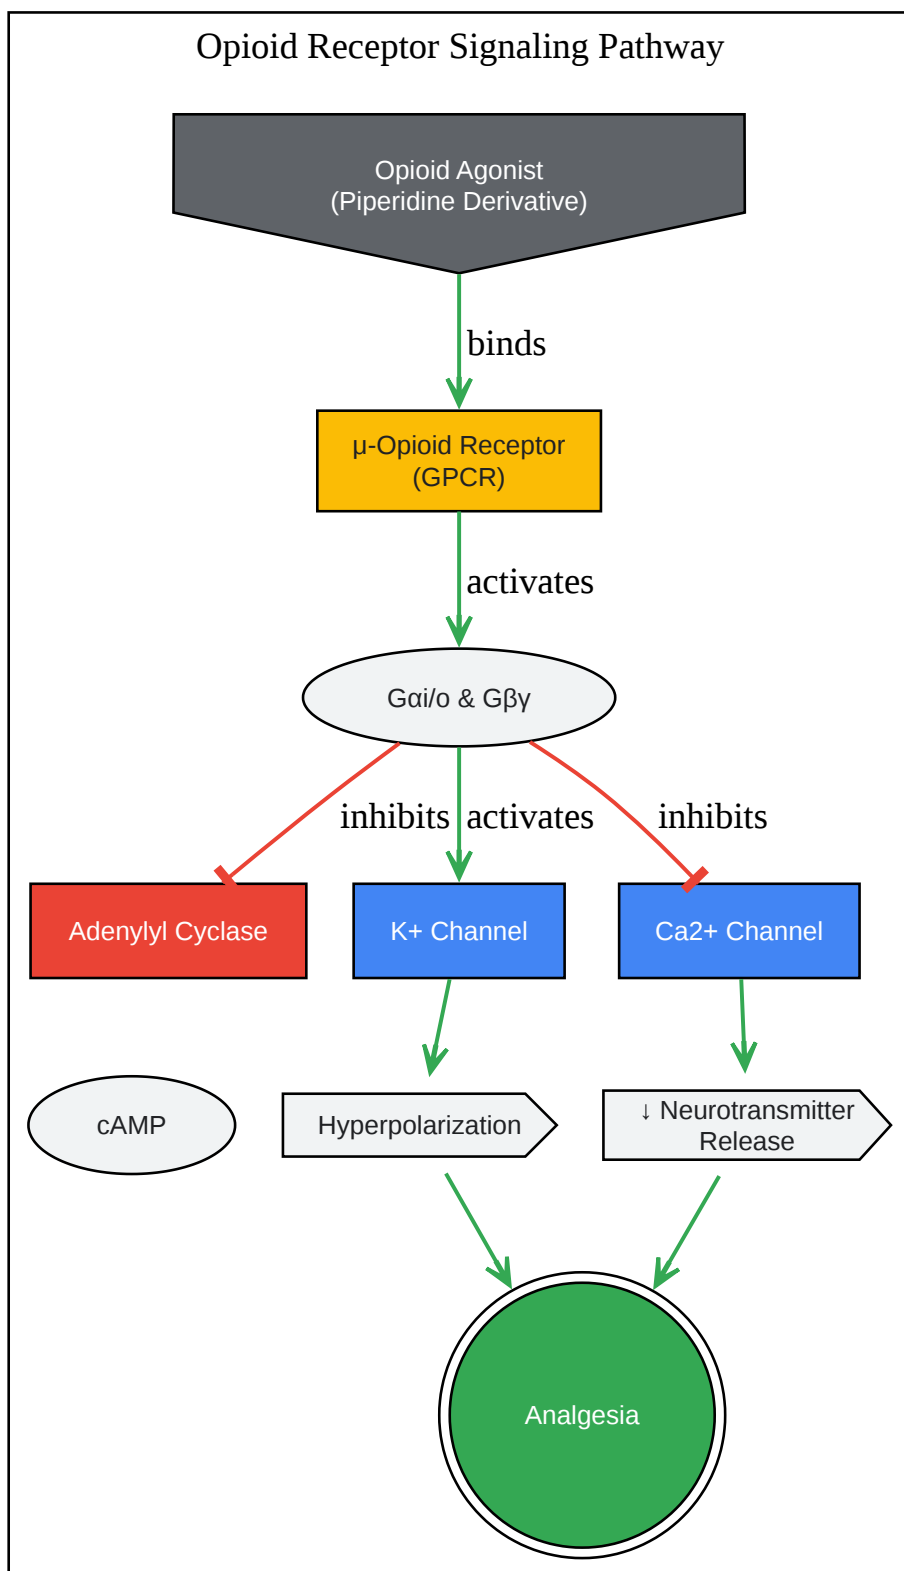 Opioid Receptor Signaling Pathway
Opioid Agonist
(Piperidine Derivative)
binds
μ-Opioid Receptor
(GPCR)
activates
Gαi/o & Gβγ
inhibits
activates
inhibits
Adenylyl Cyclase
K+ Channel
Ca2+ Channel
cAMP
Hyperpolarization
↓ Neurotransmitter
Release
Analgesia